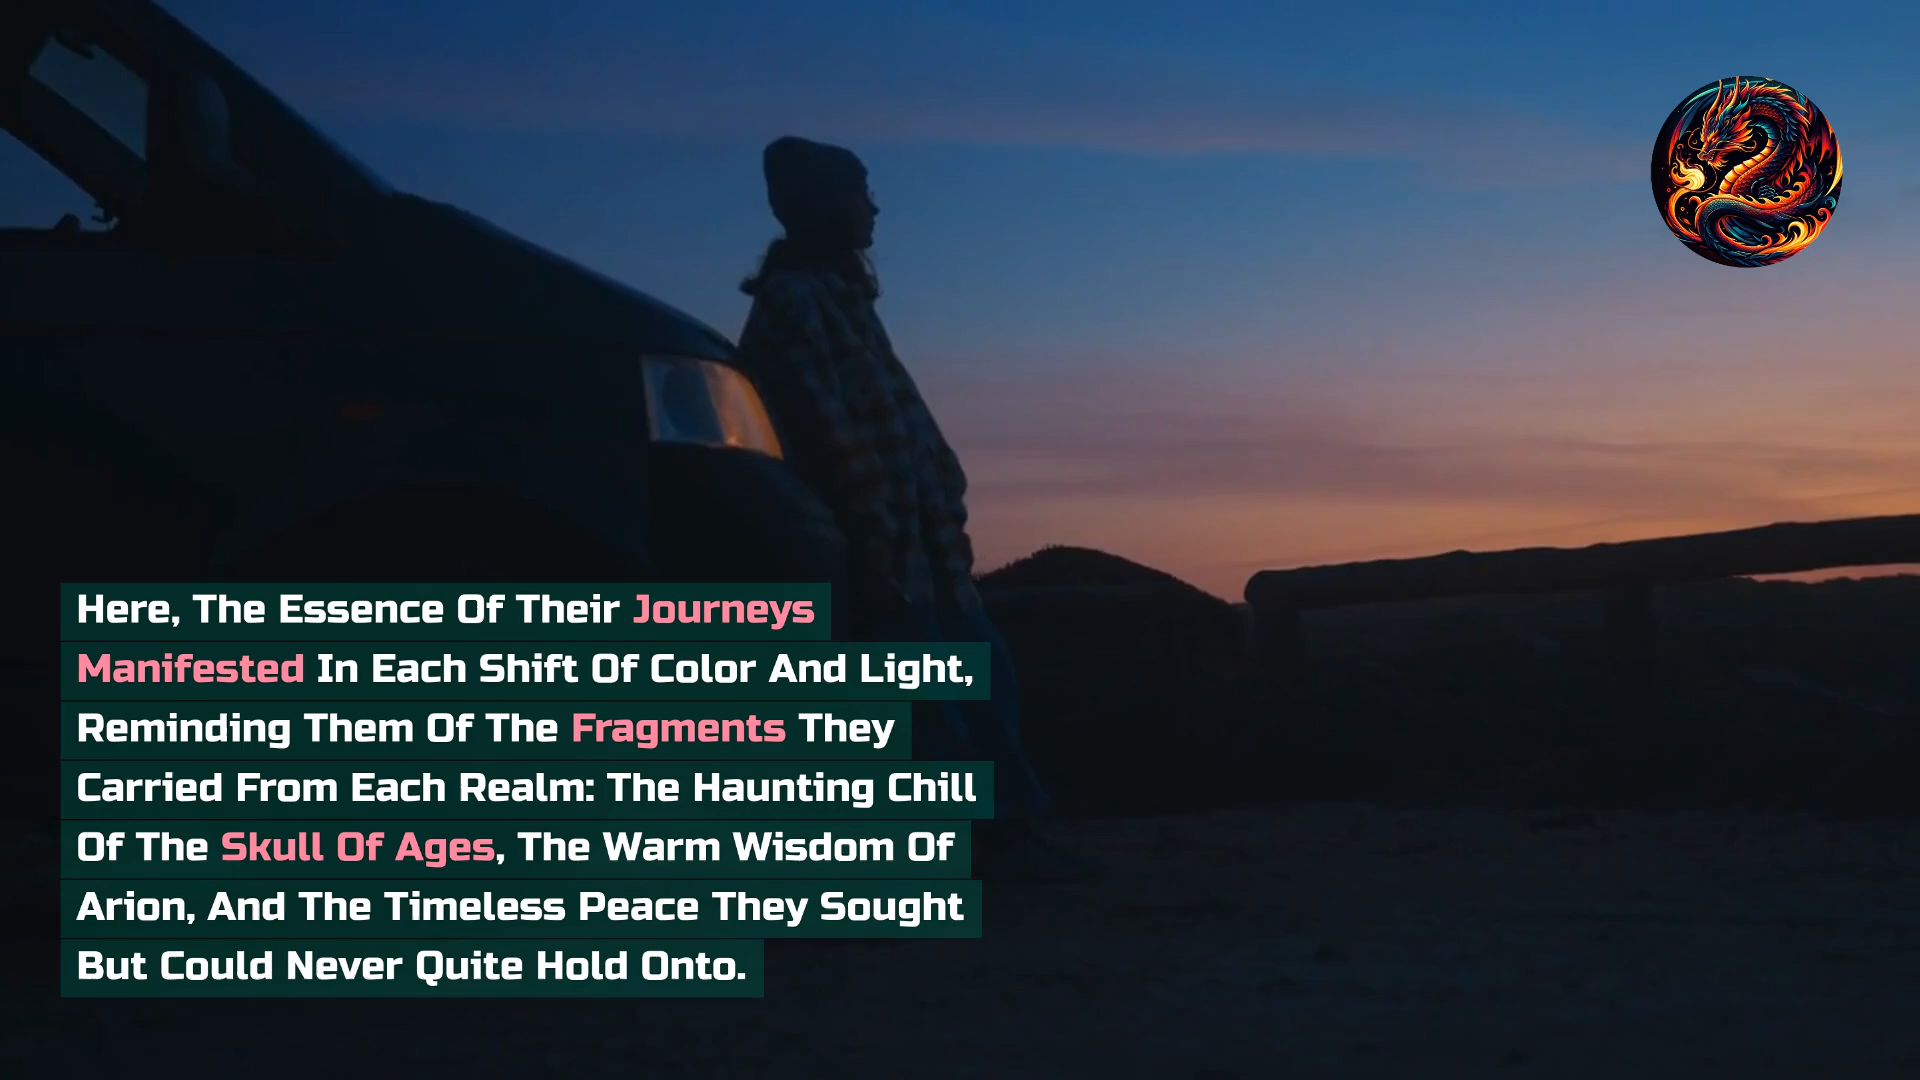 Here, The Essence Of Their Journeys
Manifested In Each Shift Of Color And Light,
Reminding Them Of The Fragments They
Carried From Each Realm: The Haunting Chill
Of The Skull Of Ages, The Warm Wisdom Of
Arion, And The Timeless Peace They Sought
But Could Never Quite Hold Onto.